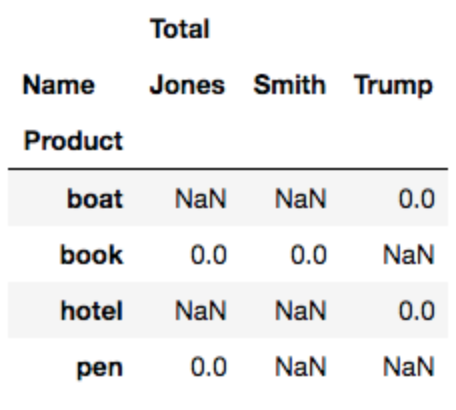 Total
Name Jones Smith Trump
Product
boat NaN NaN 0.0
book 0.0 0.0 NaN
hotel NaN NaN 0.0
pen 0.0 NaN NaN